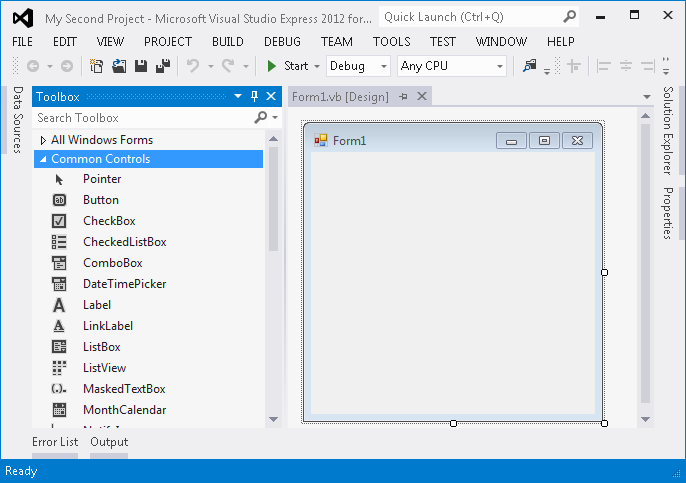 My Second Project - Microsoft Visual Studio Express 2012 for...
Quick Launch (Ctrl+Q)
FILE EDIT VIEW PROJECT BUILD DEBUG TEAM TOOLS TEST WINDOW HELP
Start Debug Any CPU
Data Sources
Toolbox
Search Toolbox
All Windows Forms
Common Controls
Pointer
Button
CheckBox
CheckedListBox
ComboBox
DateTimePicker
Label
LinkLabel
ListBox
ListView
MaskedTextBox
MonthCalendar
Form1.vb [Design]
Form1
Solution Explorer
Properties
Error List Output
Ready